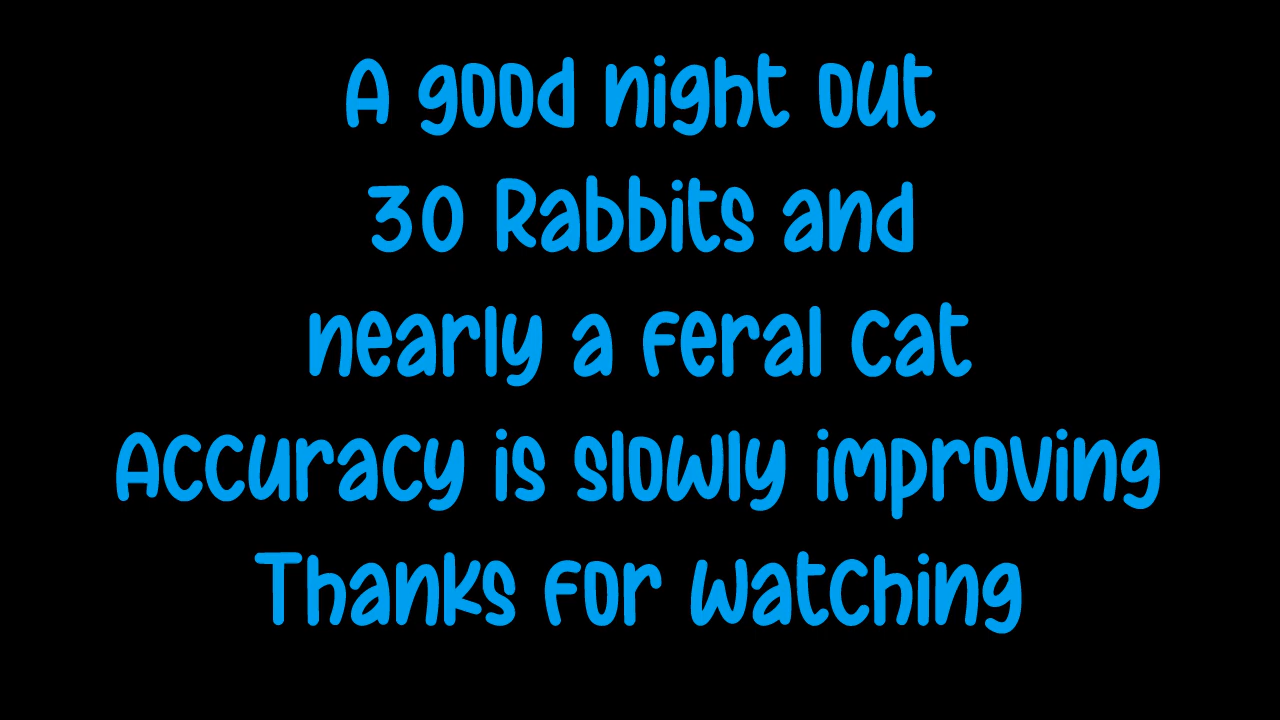 A good night out
30 Rabbits and
nearly a feral cat
Accuracy is slowly improving
Thanks for watching